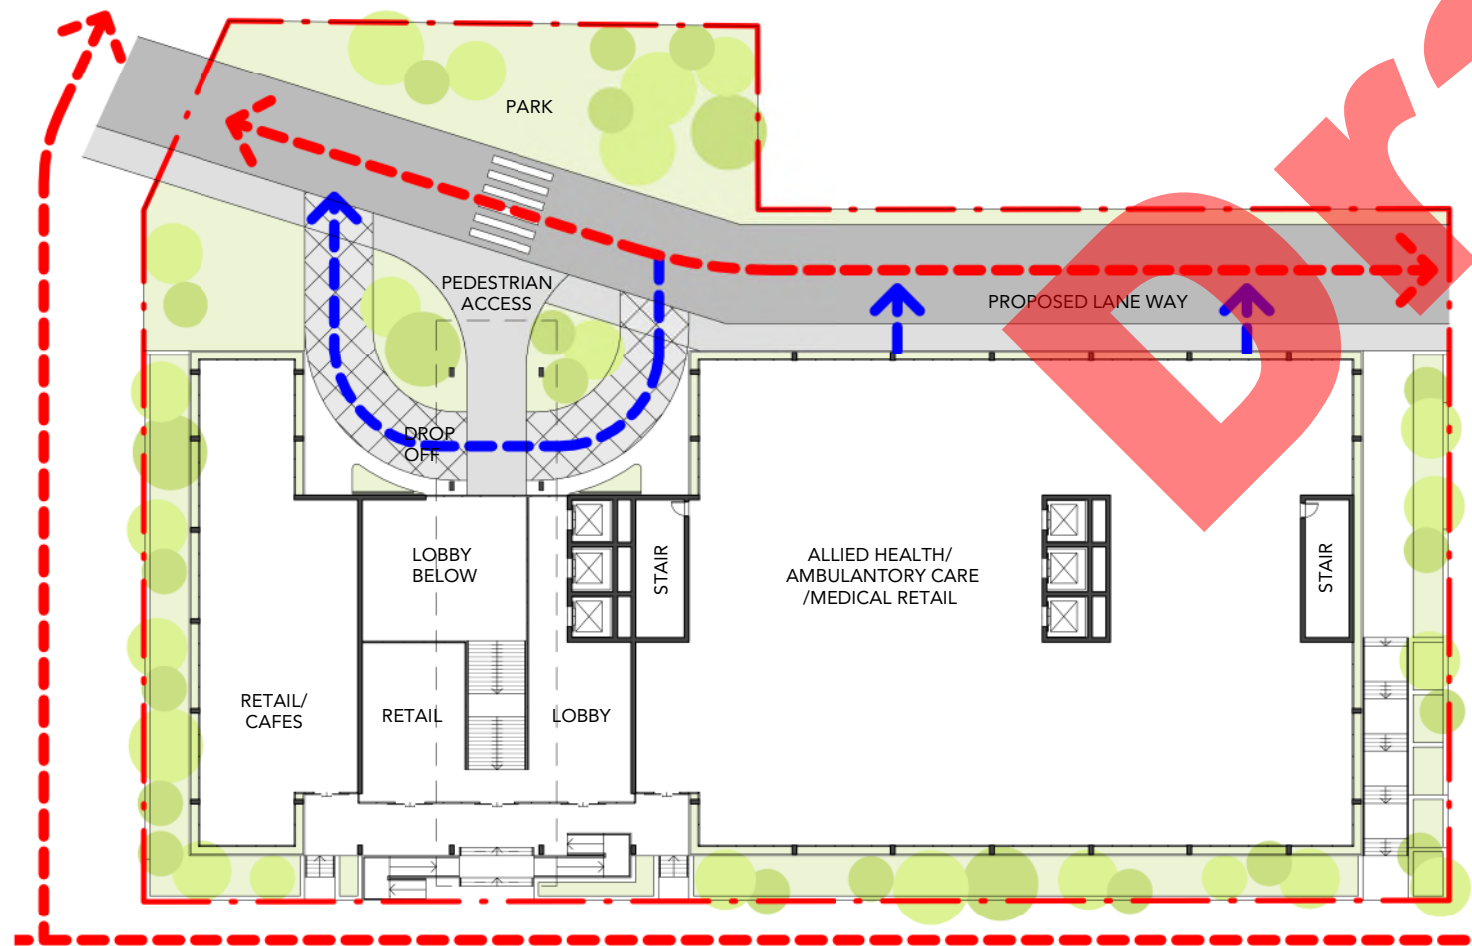 PARK
PEDESTRIAN
ACCESS
PROPOSED LANE WAY
DROP
OFF
LOBBY
BELOW
STAIR
ALLIED HEALTH/
AMBULANTORY CARE
/MEDICAL RETAIL
STAIR
RETAIL/
CAFES
RETAIL
LOBBY